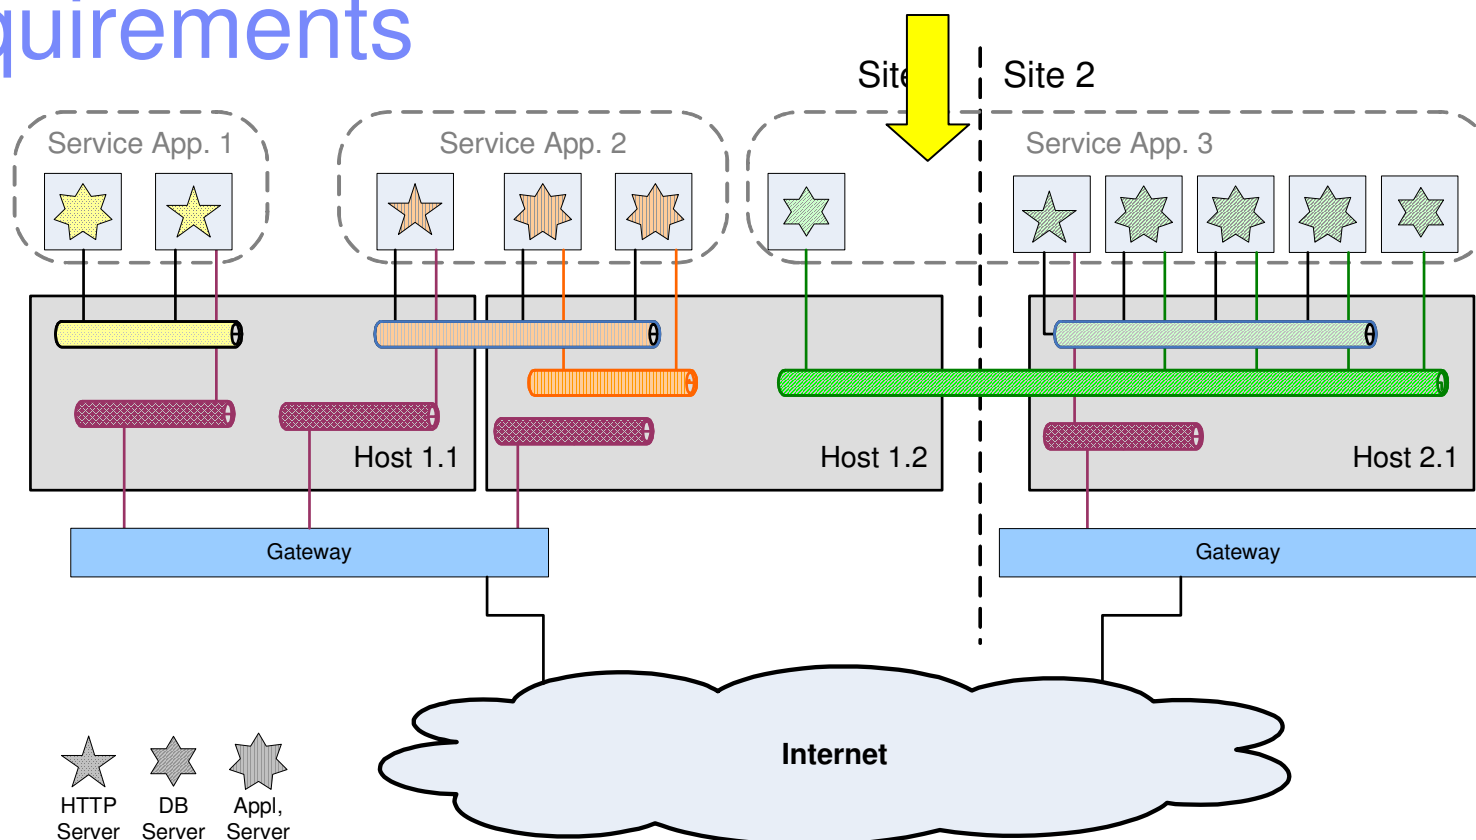 quirements
Site
Site 2
Service App. 1
Service App. 2
Service App. 3
Host 1.1
Host 1.2
Host 2.1
Gateway
Gateway
Internet
HTTP
Server
DB
Server
Appl,
Server